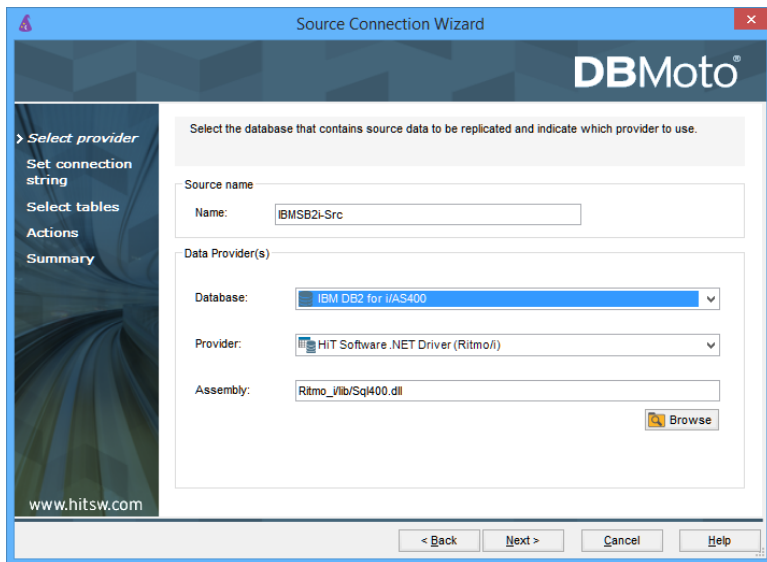 Source Connection Wizard
DBMoto®
Select provider
Set connection
string
Select tables
Actions
Summary
www.hitsw.com
Select the database that contains source data to be replicated and indicate which provider to use.
Source name
Name: IBMSB2i-Src
Data Provider(s)
Database: IBM DB2 for i/AS400
Provider: HiT Software .NET Driver (Ritmo/i)
Assembly: Ritmo_i/lib/Sql400.dll
Browse
< Back Next > Cancel Help